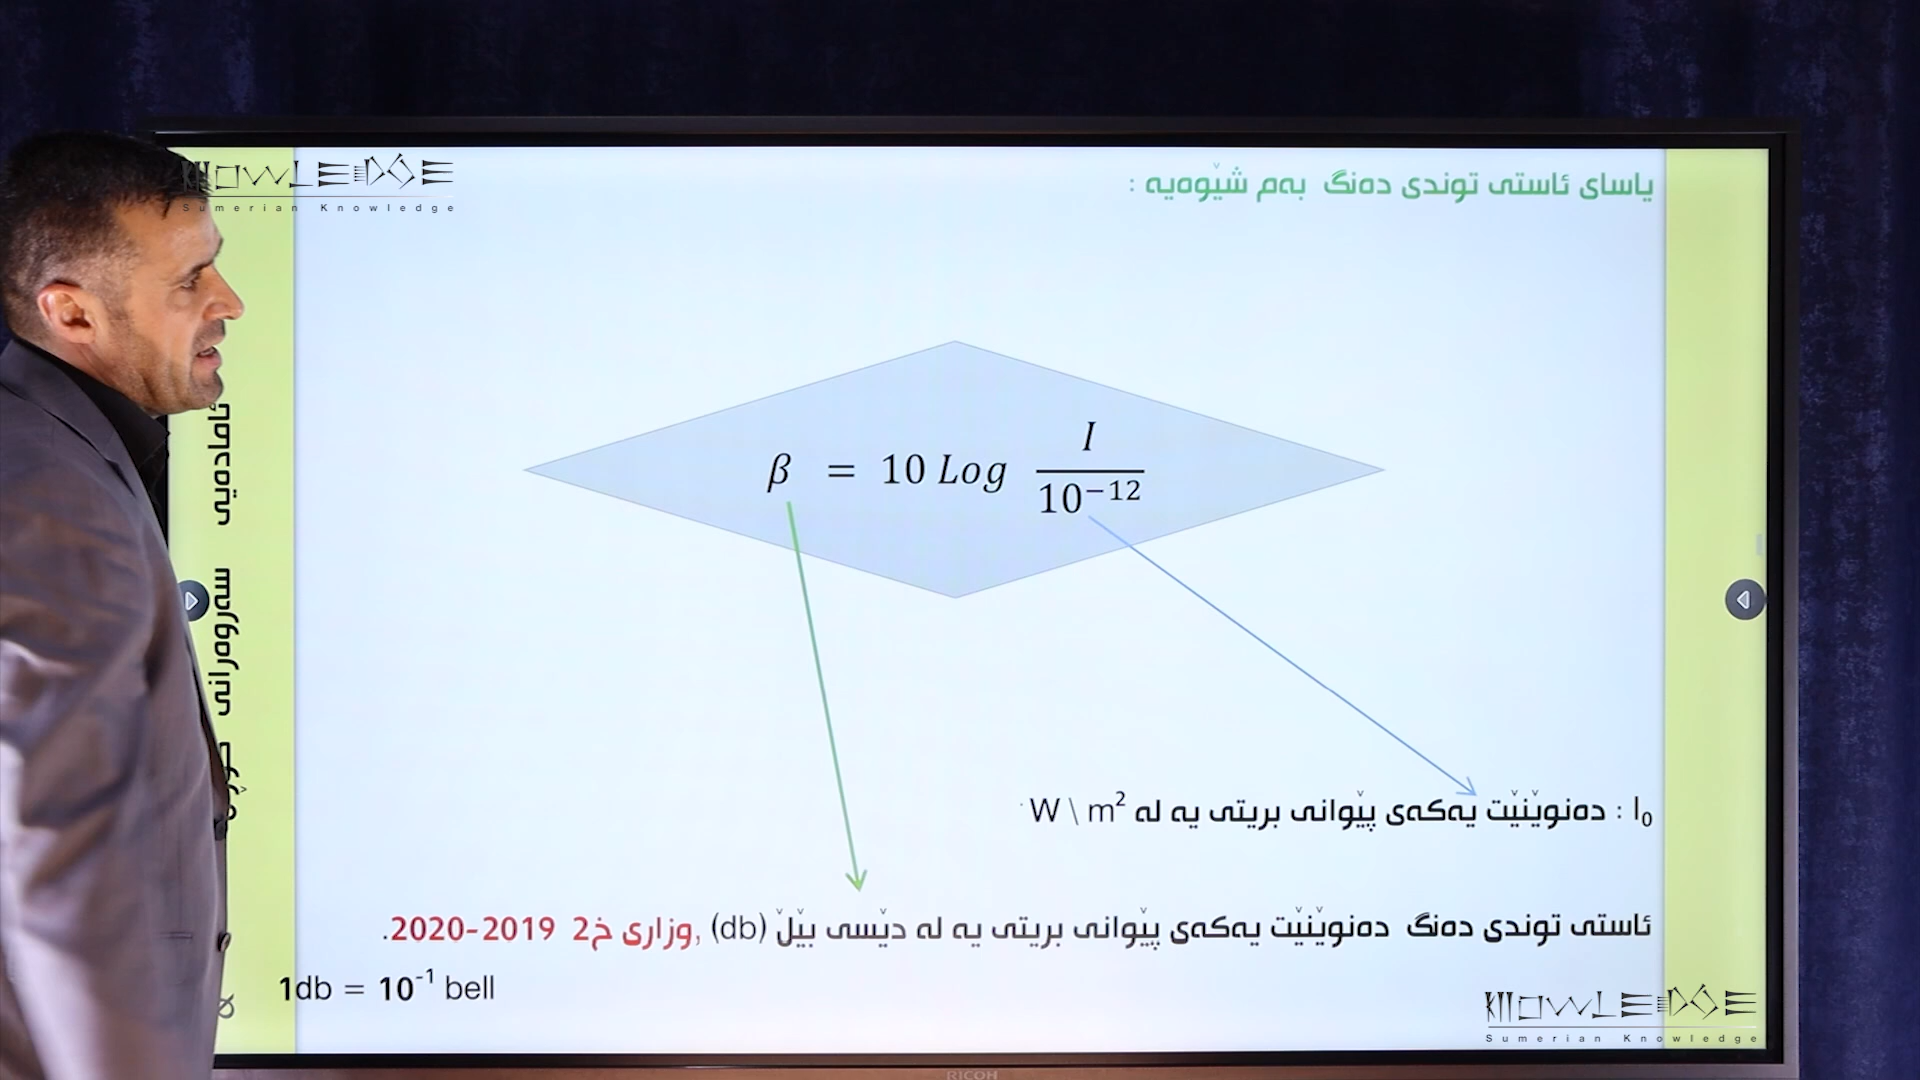 KNOWLEDGE
Sumerian Knowledge
یاسای ئاستی توندی دەنگ بەم شێوەیە :
β = 10 Log I / 10⁻¹²
I₀ : دەنوێنێت یەکەی پێوانی بریتی یە لە W \ m²
ئاستی توندی دەنگ دەنوێنێت یەکەی پێوانی بریتی یە لە دێسی بێڵ (db) ,وزاری خ2 2019-2020.
1db = 10⁻¹ bell
سەروەرانی
KNOWLEDGE
Sumerian Knowledge
RICOH